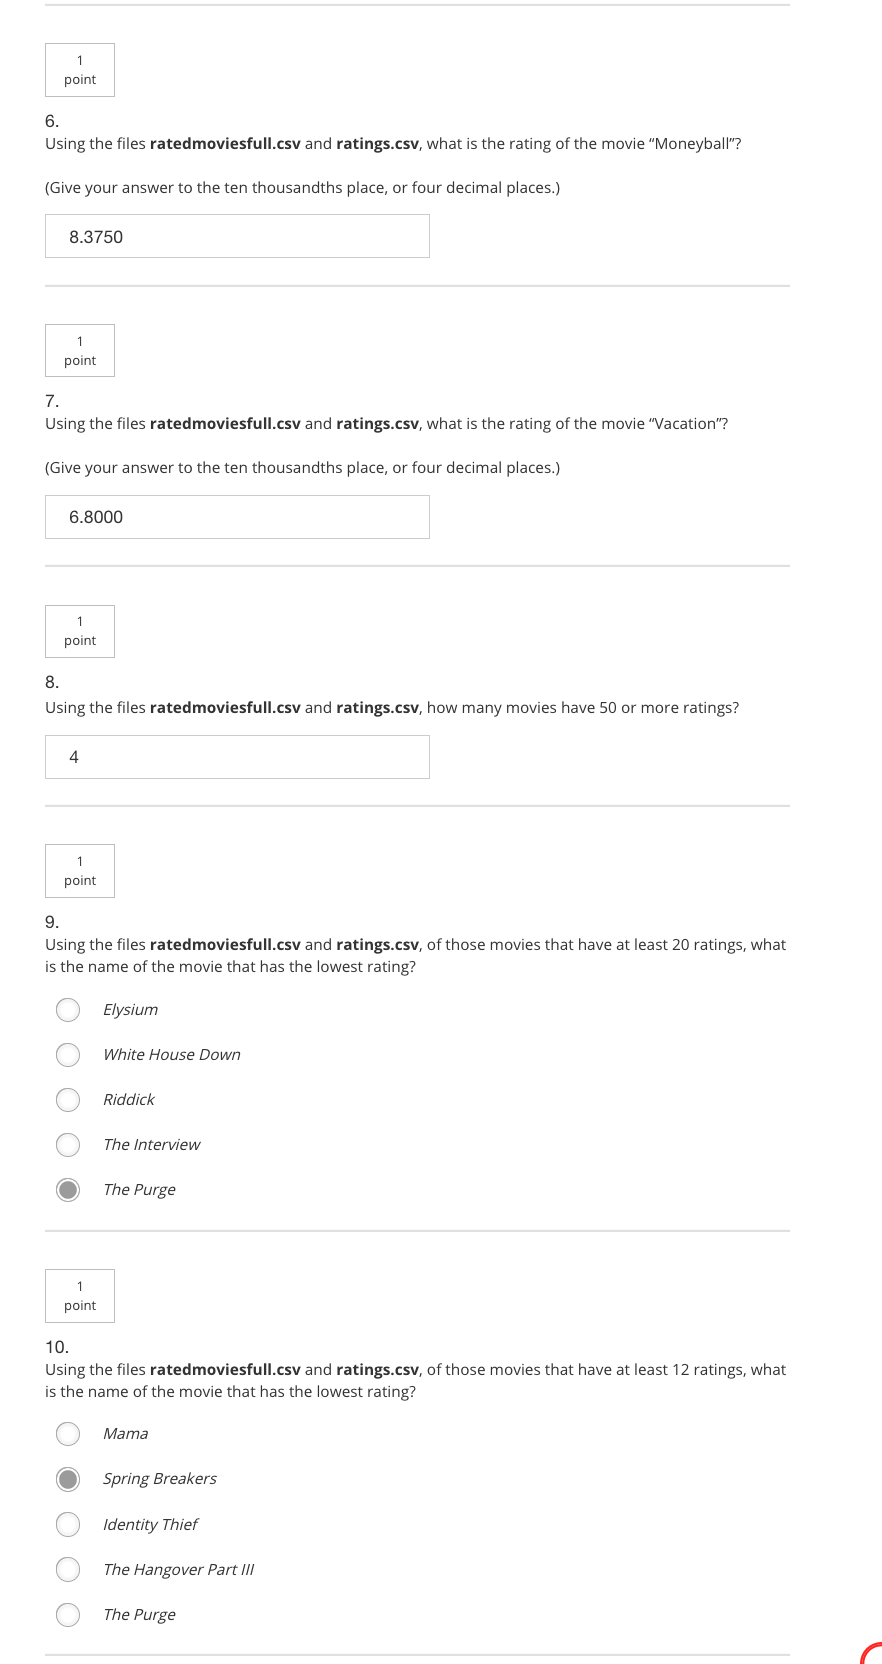 1
point
6.
Using the files ratedmoviesfull.csv and ratings.csv, what is the rating of the movie “Moneyball”?
(Give your answer to the ten thousandths place, or four decimal places.)
8.3750
1
point
7.
Using the files ratedmoviesfull.csv and ratings.csv, what is the rating of the movie “Vacation”?
(Give your answer to the ten thousandths place, or four decimal places.)
6.8000
1
point
8.
Using the files ratedmoviesfull.csv and ratings.csv, how many movies have 50 or more ratings?
4
1
point
9.
Using the files ratedmoviesfull.csv and ratings.csv, of those movies that have at least 20 ratings, what
is the name of the movie that has the lowest rating?
Elysium
White House Down
Riddick
The Interview
The Purge
1
point
10.
Using the files ratedmoviesfull.csv and ratings.csv, of those movies that have at least 12 ratings, what
is the name of the movie that has the lowest rating?
Mama
Spring Breakers
Identity Thief
The Hangover Part III
The Purge